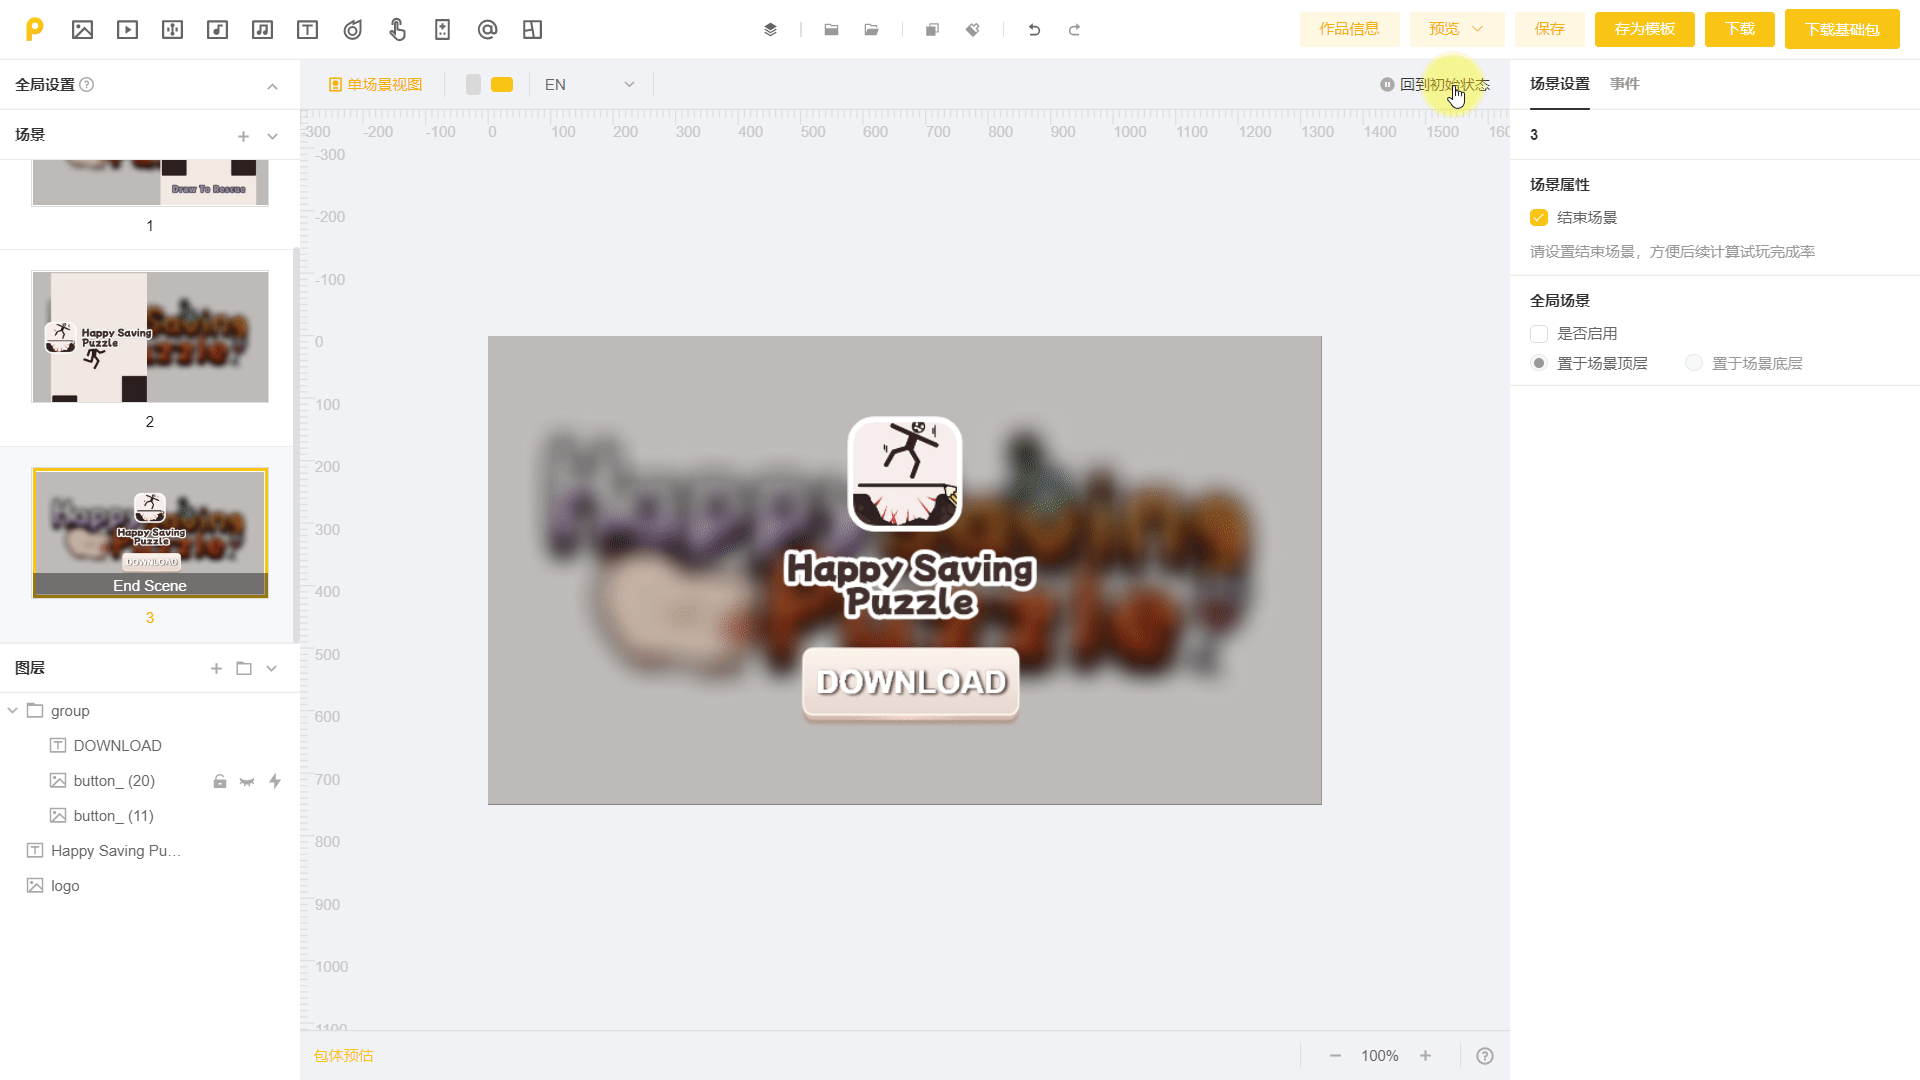 作品信息
预览
保存
存为模板
下载
下载基础包
全局设置
单场景视图
EN
回到初始状态
场景设置
事件
-300 -200 -100 0 100 200 300 400 500 600 700 800 900 1000 1100 1200 1300 1400 1500
场景
Draw To Rescue
1
Happy Saving
Puzzle
2
Happy Saving
Puzzle
DOWNLOAD
End Scene
3
图层
group
DOWNLOAD
button_ (20)
button_ (11)
Happy Saving Pu...
logo
-300
-200
-100
0
100
200
300
400
500
600
700
800
900
1000
1100
Happy Saving
Puzzle
DOWNLOAD
包体预估
100%
3
场景属性
结束场景
请设置结束场景，方便后续计算试玩完成率
全局场景
是否启用
置于场景顶层
置于场景底层